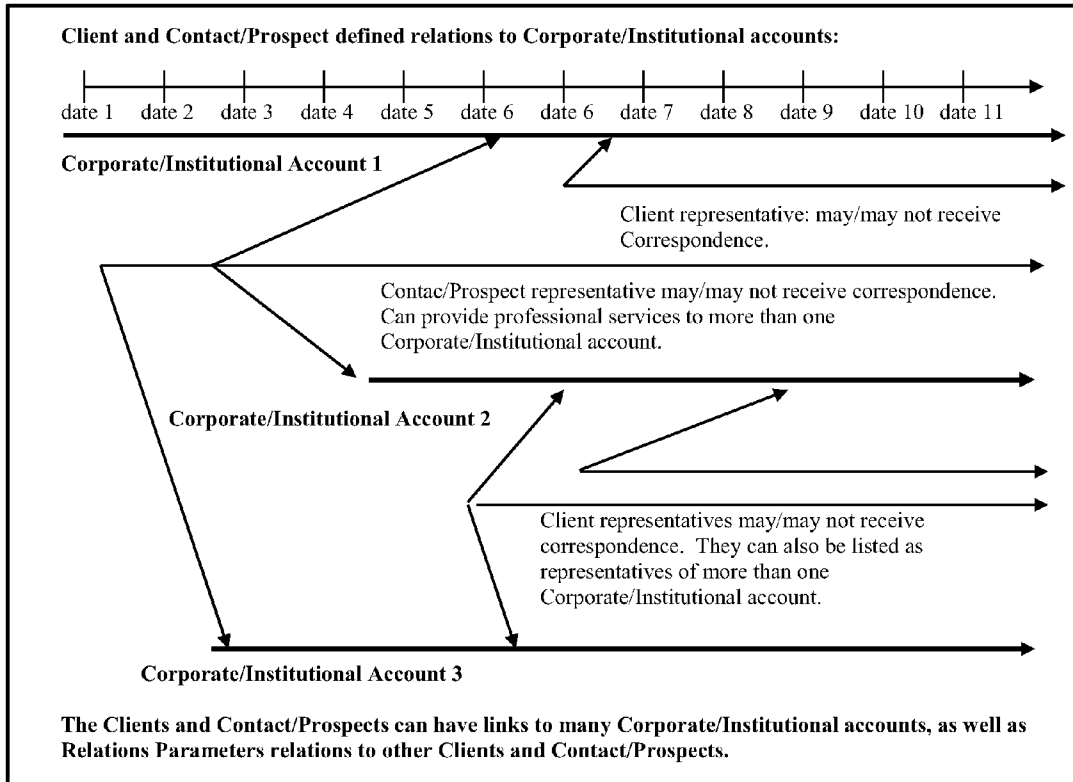 Client and Contact/Prospect defined relations to Corporate/Institutional accounts:
date 1 date 2 date 3 date 4 date 5 date 6 date 6 date 7 date 8 date 9 date 10 date 11
Corporate/Institutional Account 1
Client representative: may/may not receive
Correspondence.
Contac/Prospect representative may/may not receive correspondence.
Can provide professional services to more than one
Corporate/Institutional account.
Corporate/Institutional Account 2
Client representatives may/may not receive
correspondence.  They can also be listed as
representatives of more than one
Corporate/Institutional account.
Corporate/Institutional Account 3
The Clients and Contact/Prospects can have links to many Corporate/Institutional accounts, as well as
Relations Parameters relations to other Clients and Contact/Prospects.